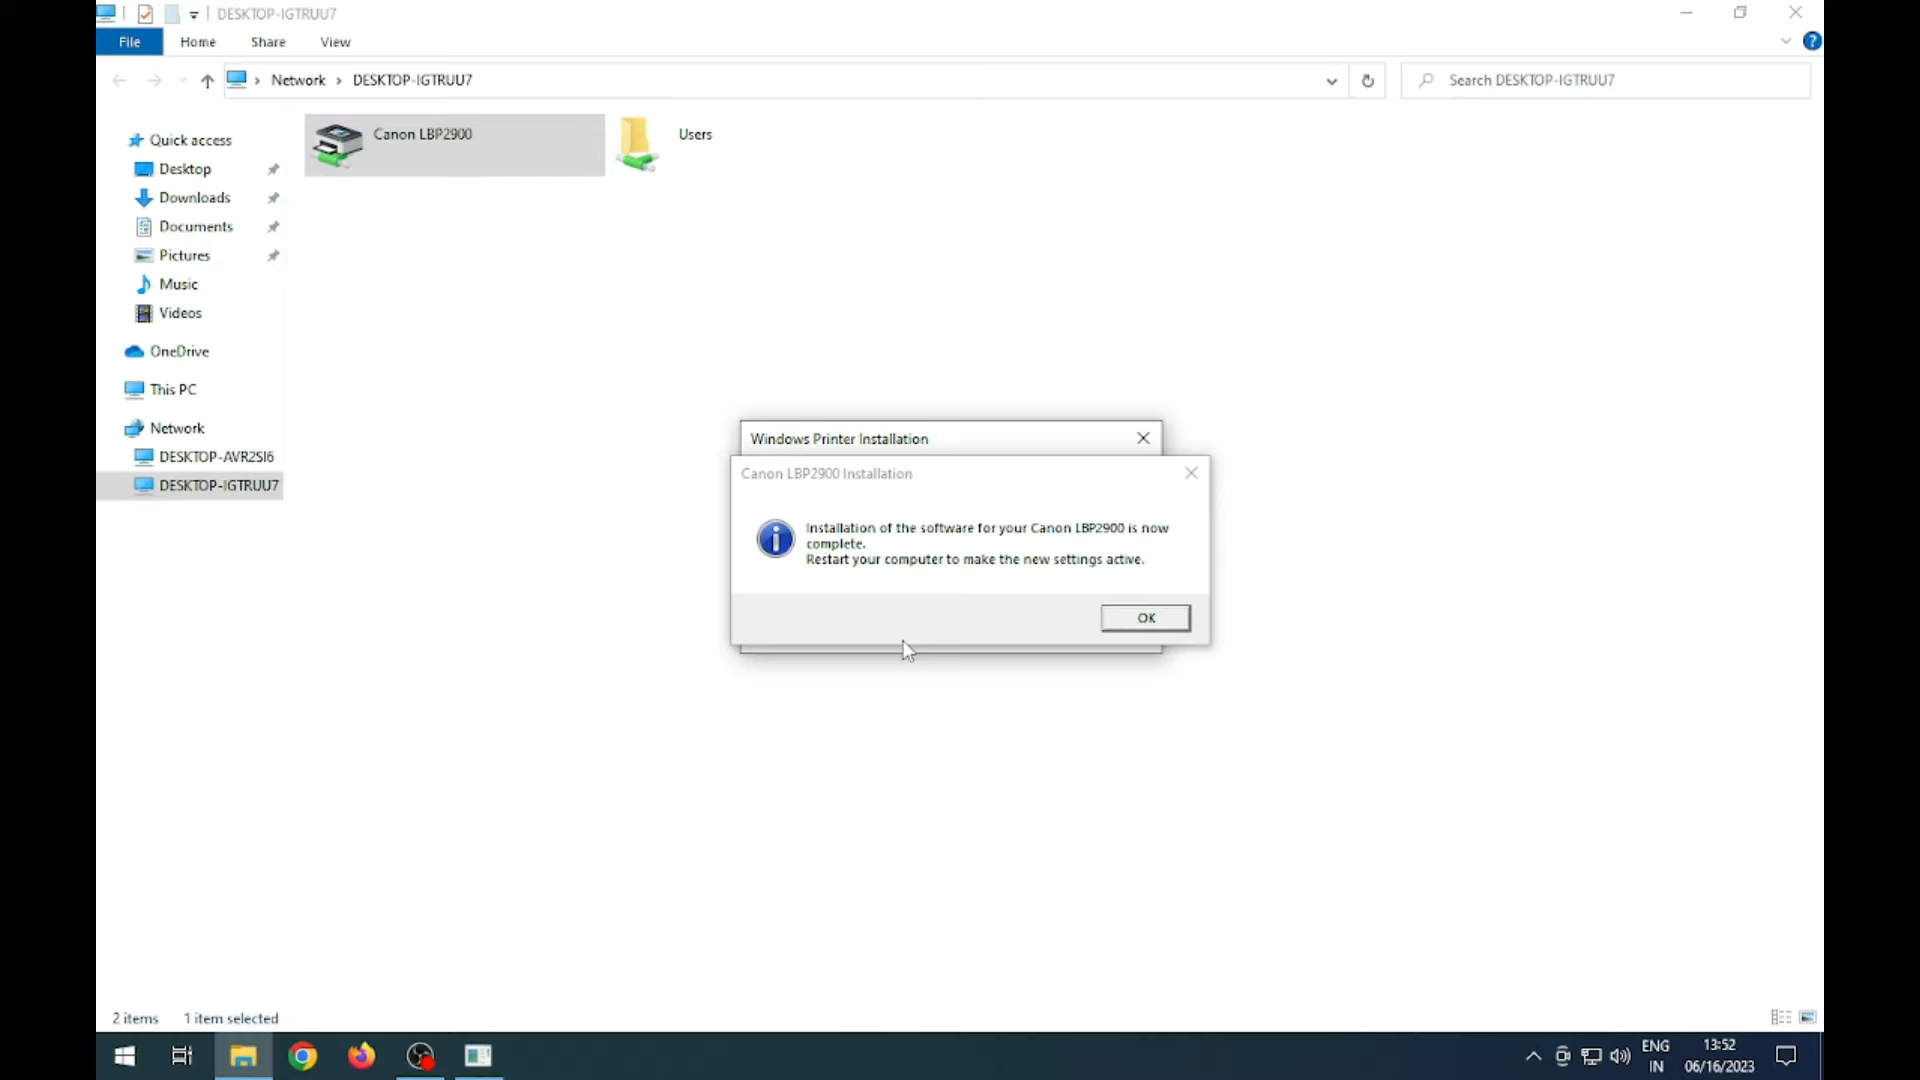 DESKTOP-IGTRUU7
File Home Share View
Network DESKTOP-IGTRUU7
Search DESKTOP-IGTRUU7
Quick access
Desktop
Downloads
Documents
Pictures
Music
Videos
OneDrive
This PC
Network
DESKTOP-AVR2SI6
DESKTOP-IGTRUU7
Canon LBP2900
Users
Windows Printer Installation
Canon LBP2900 Installation
Installation of the software for your Canon LBP2900 is now
complete.
Restart your computer to make the new settings active.
OK
2 items 1 item selected
ENG
IN
13:52
06/16/2023